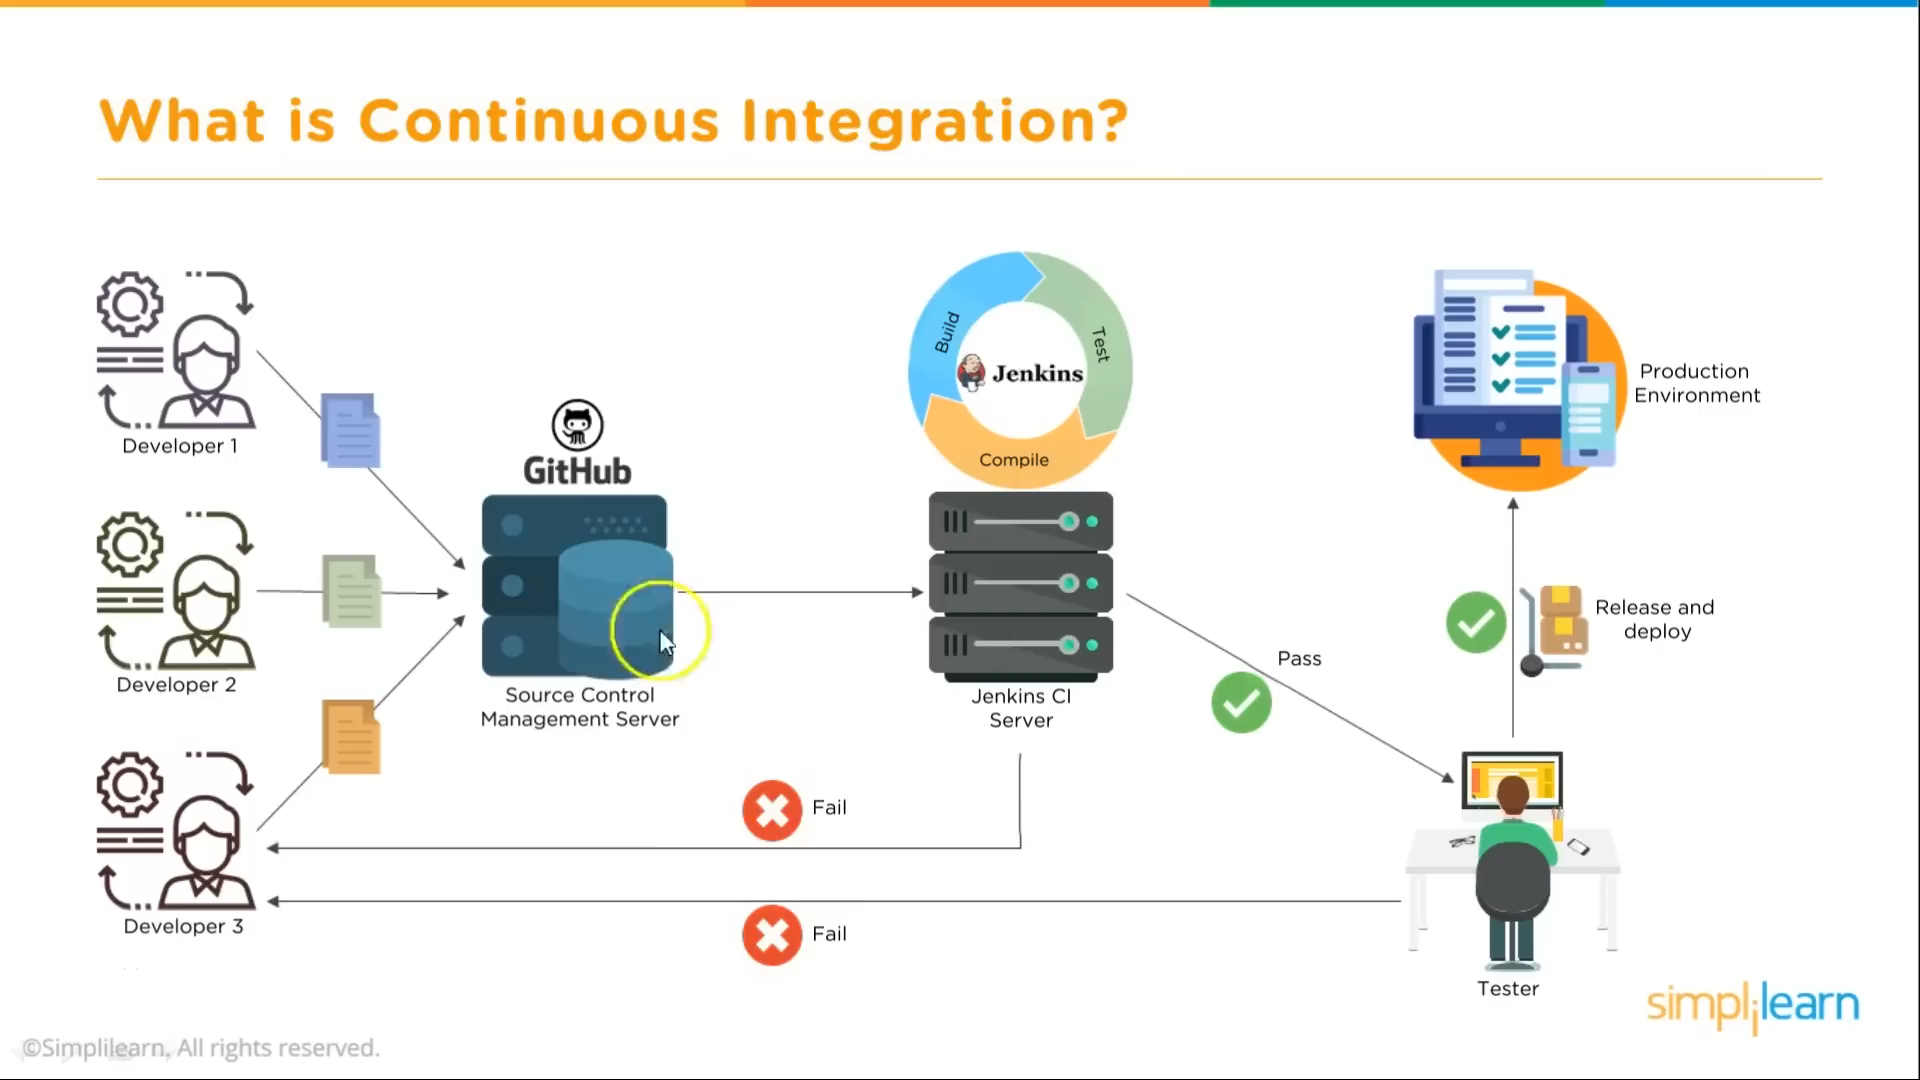 What is Continuous Integration?
Developer 1
Developer 2
Developer 3
GitHub
Source Control
Management Server
Build
Test
Compile
Jenkins
Jenkins CI
Server
Pass
Fail
Fail
Production
Environment
Release and
deploy
Tester
simplilearn
©Simplilearn. All rights reserved.